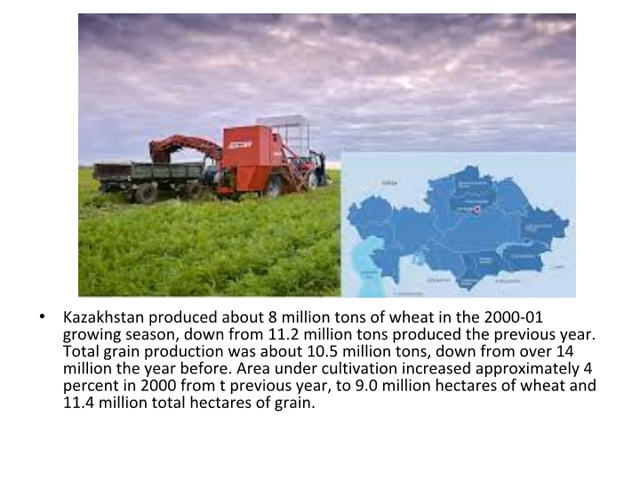 • Kazakhstan produced about 8 million tons of wheat in the 2000-01
growing season, down from 11.2 million tons produced the previous year.
Total grain production was about 10.5 million tons, down from over 14
million the year before. Area under cultivation increased approximately 4
percent in 2000 from t previous year, to 9.0 million hectares of wheat and
11.4 million total hectares of grain.